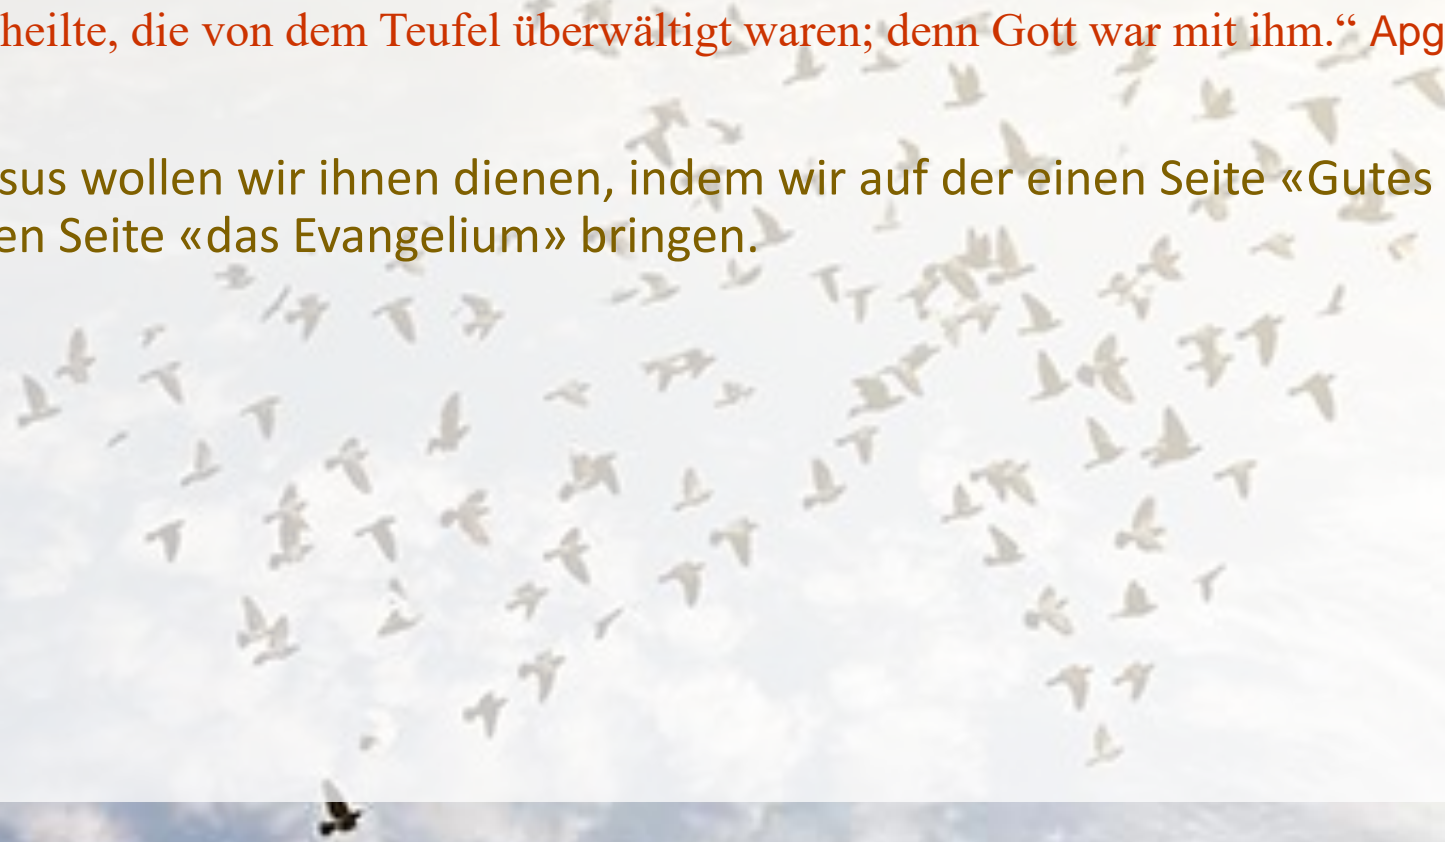 heilte, die von dem Teufel überwältigt waren; denn Gott war mit ihm.“ Apg
sus wollen wir ihnen dienen, indem wir auf der einen Seite «Gutes
en Seite «das Evangelium» bringen.